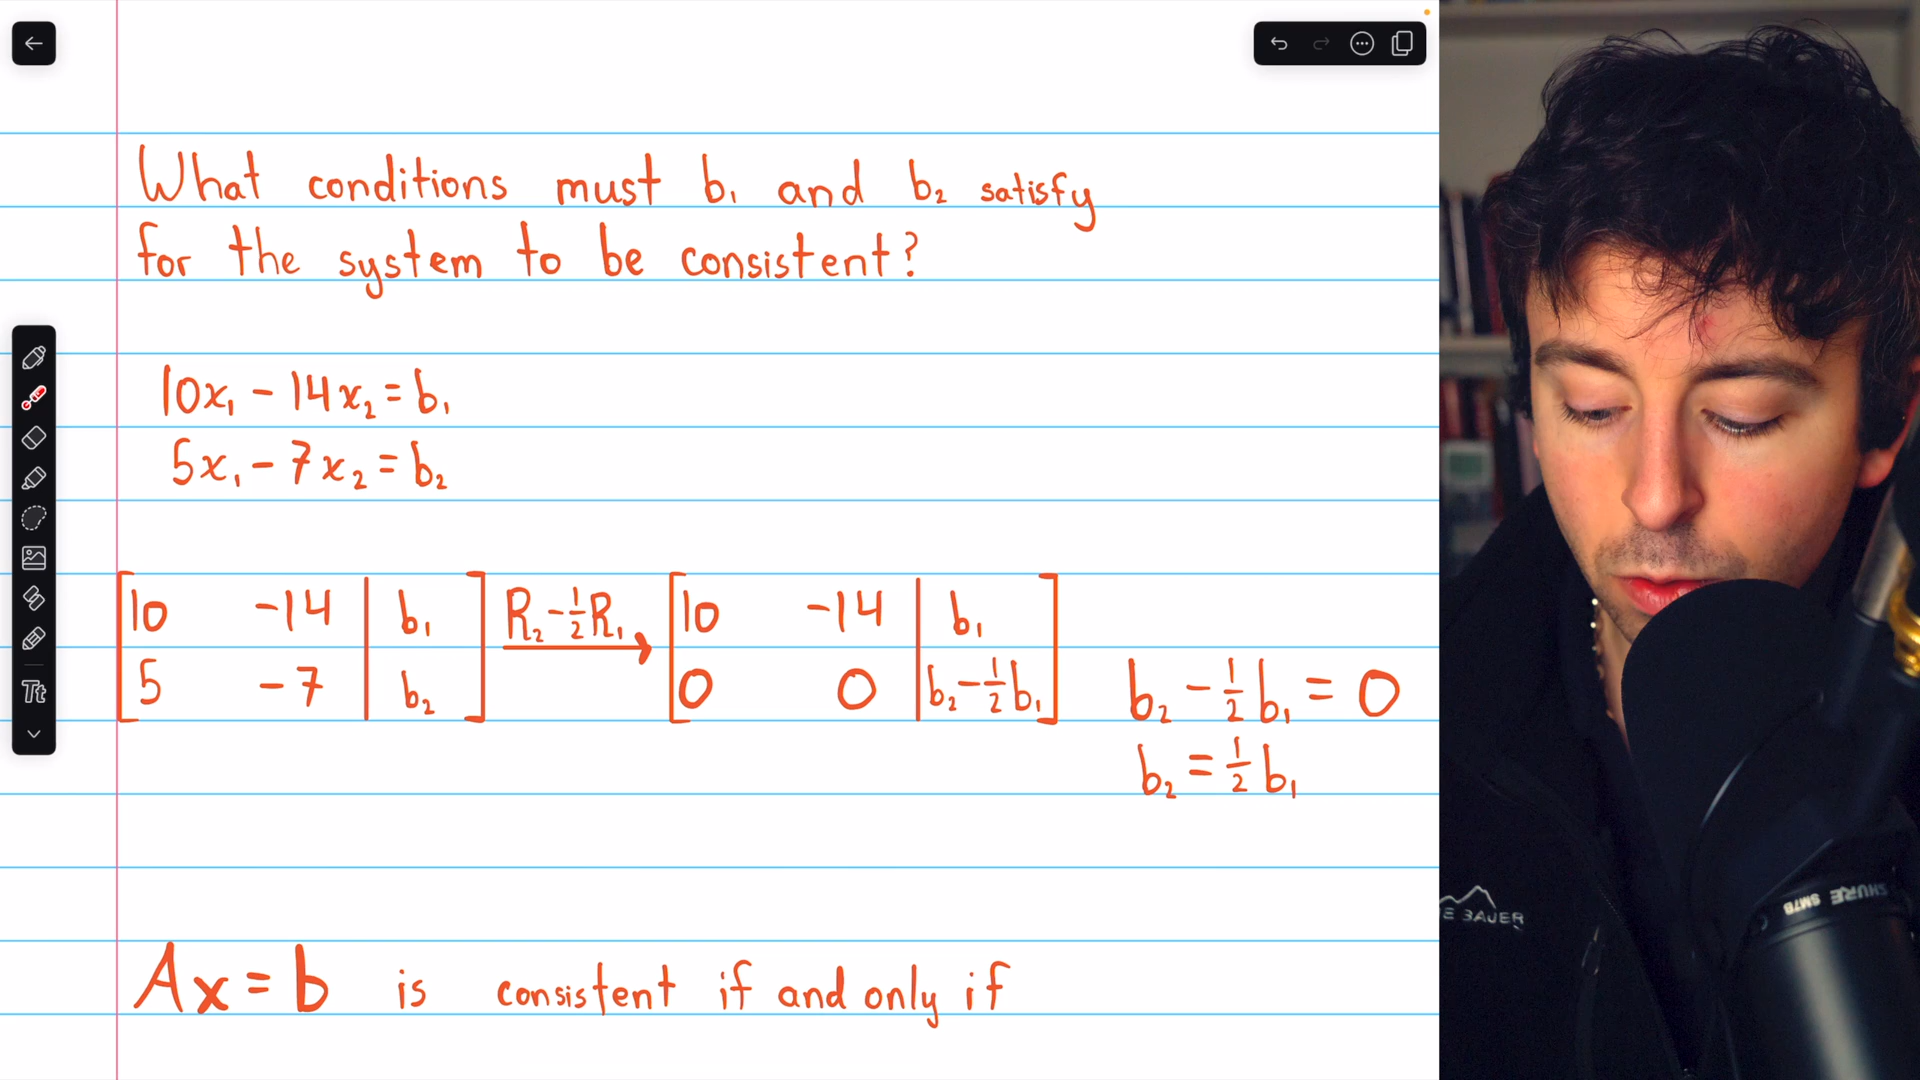 What conditions must b₁ and b₂ satisfy
for the system to be consistent?
10x₁ - 14x₂ = b₁
5x₁ - 7x₂ = b₂
[10 -14 | b₁] R₂ - ½R₁ → [10 -14 | b₁]
[5 -7 | b₂] [0 0 | b₂ - ½b₁] b₂ - ½b₁ = 0
b₂ = ½b₁
Ax = b is consistent if and only if
Tt
SHURE SM7B
E BAUER